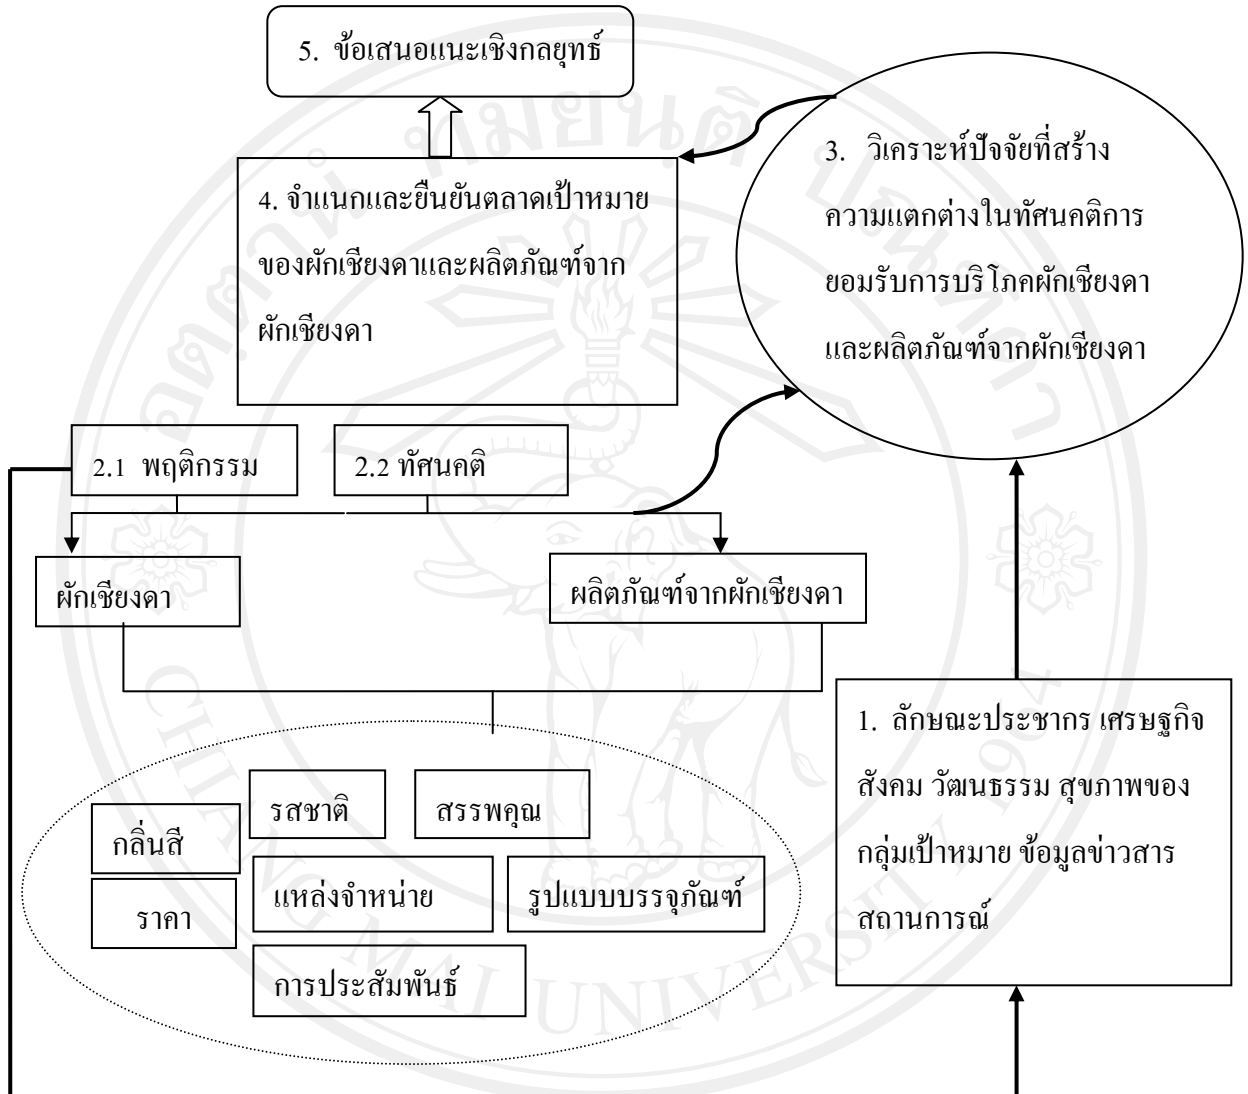 5. ข้อเสนอแนะเชิงกลยุทธ์
3. วิเคราะห์ปัจจัยที่สร้าง
ความแตกต่างในทัศนคติการ
ยอมรับการบริโภคผักเชียงดา
และผลิตภัณฑ์จากผักเชียงดา
4. จำแนกและยืนยันตลาดเป้าหมาย
ของผักเชียงดาและผลิตภัณฑ์จาก
ผักเชียงดา
2.1 พฤติกรรม
2.2 ทัศนคติ
ผักเชียงดา
ผลิตภัณฑ์จากผักเชียงดา
1. ลักษณะประชากร เศรษฐกิจ
สังคม วัฒนธรรม สุขภาพของ
กลุ่มเป้าหมาย ข้อมูลข่าวสาร
สถานการณ์
กลิ่นสี
รสชาติ
สรรพคุณ
ราคา
แหล่งจำหน่าย
รูปแบบบรรจุภัณฑ์
การประสัมพันธ์
CHIANG MAI UNIVERSITY 1964